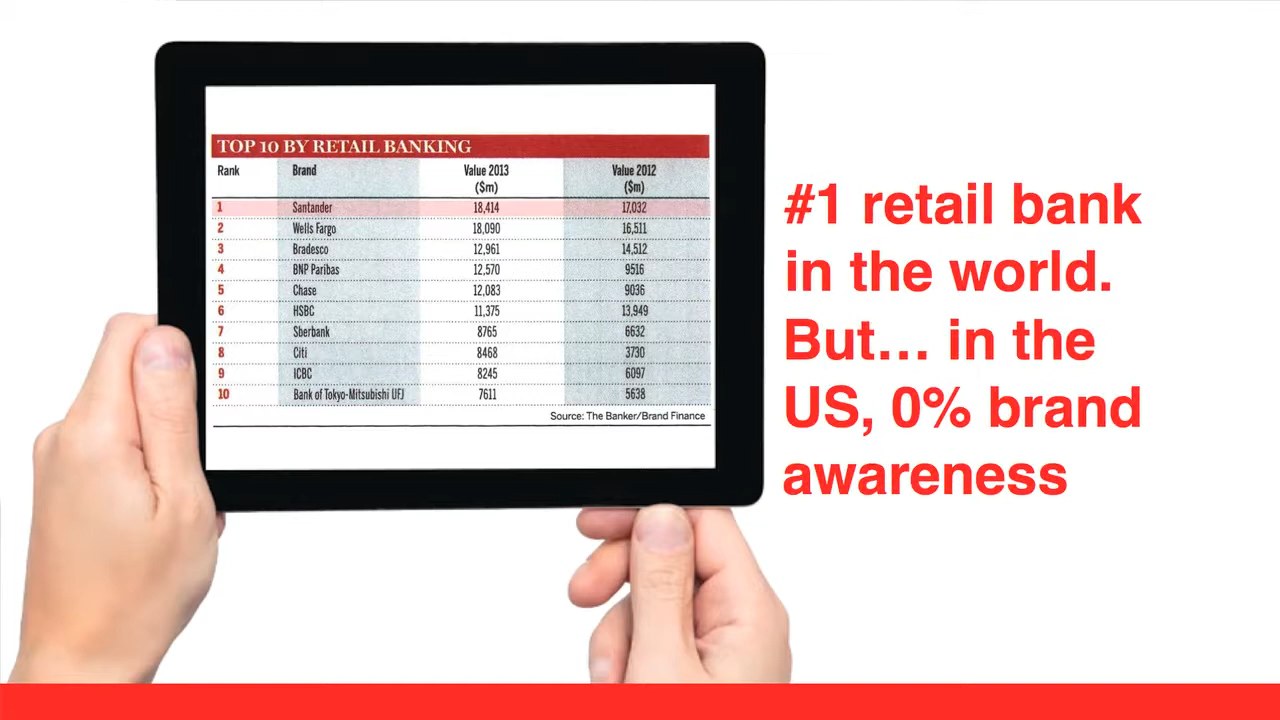 TOP 10 BY RETAIL BANKING
Rank Brand Value 2013 ($m) Value 2012 ($m)
1 Santander 18,414 17,032
2 Wells Fargo 18,090 16,511
3 Bradesco 12,961 14,512
4 BNP Paribas 12,570 9516
5 Chase 12,083 9036
6 HSBC 11,375 13,949
7 Sberbank 8765 6632
8 Citi 8468 3730
9 ICBC 8245 6097
10 Bank of Tokyo-Mitsubishi UFJ 7611 5638
Source: The Banker/Brand Finance
#1 retail bank
in the world.
But... in the
US, 0% brand
awareness